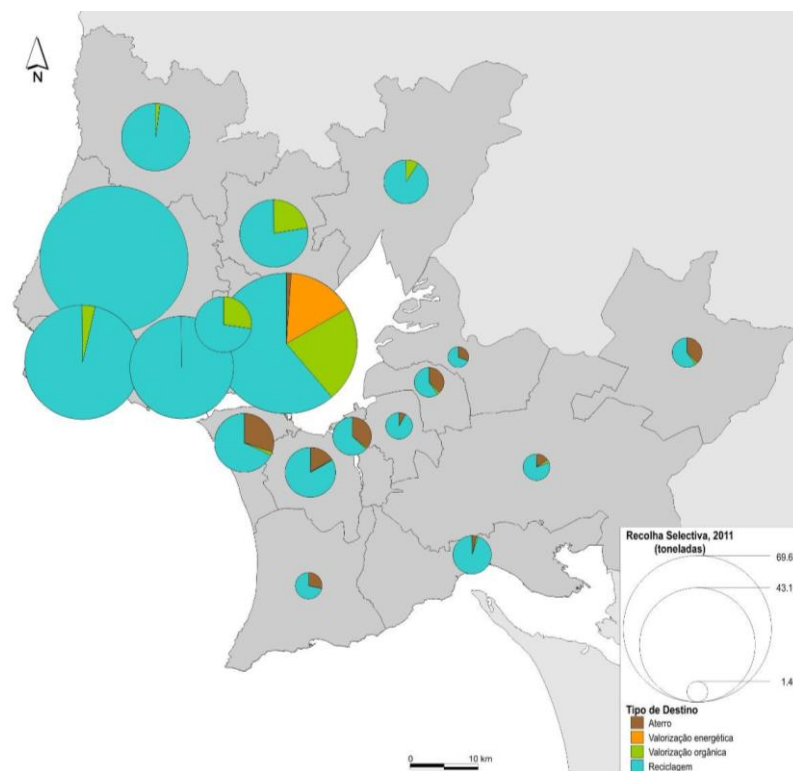 N
Recolha Selectiva, 2011
(toneladas)
69.6
43.1
1.4
Tipo de Destino
Aterro
Valorização energética
Valorização orgânica
Reciclagem
0 10 km